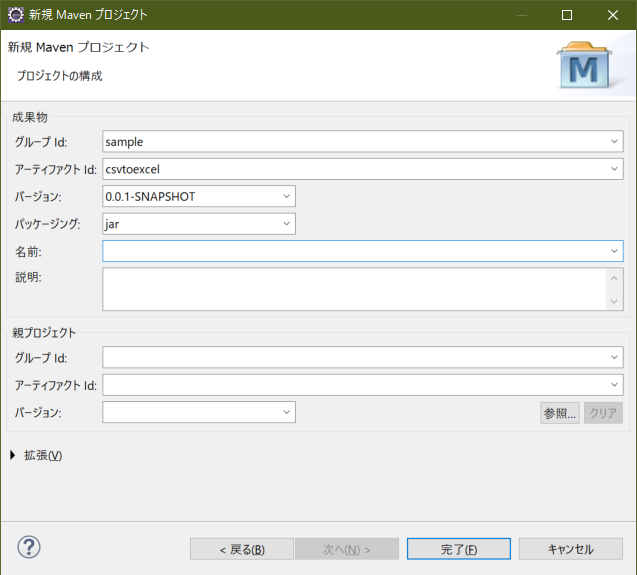 新規 Maven プロジェクト
新規 Maven プロジェクト
プロジェクトの構成
M
成果物
グループ Id: sample
アーティファクト Id: csvtoexcel
バージョン: 0.0.1-SNAPSHOT
パッケージング: jar
名前:
説明:
親プロジェクト
グループ Id:
アーティファクト Id:
バージョン: 参照... クリア
拡張(V)
? < 戻る(B) 次へ(N) > 完了(F) キャンセル